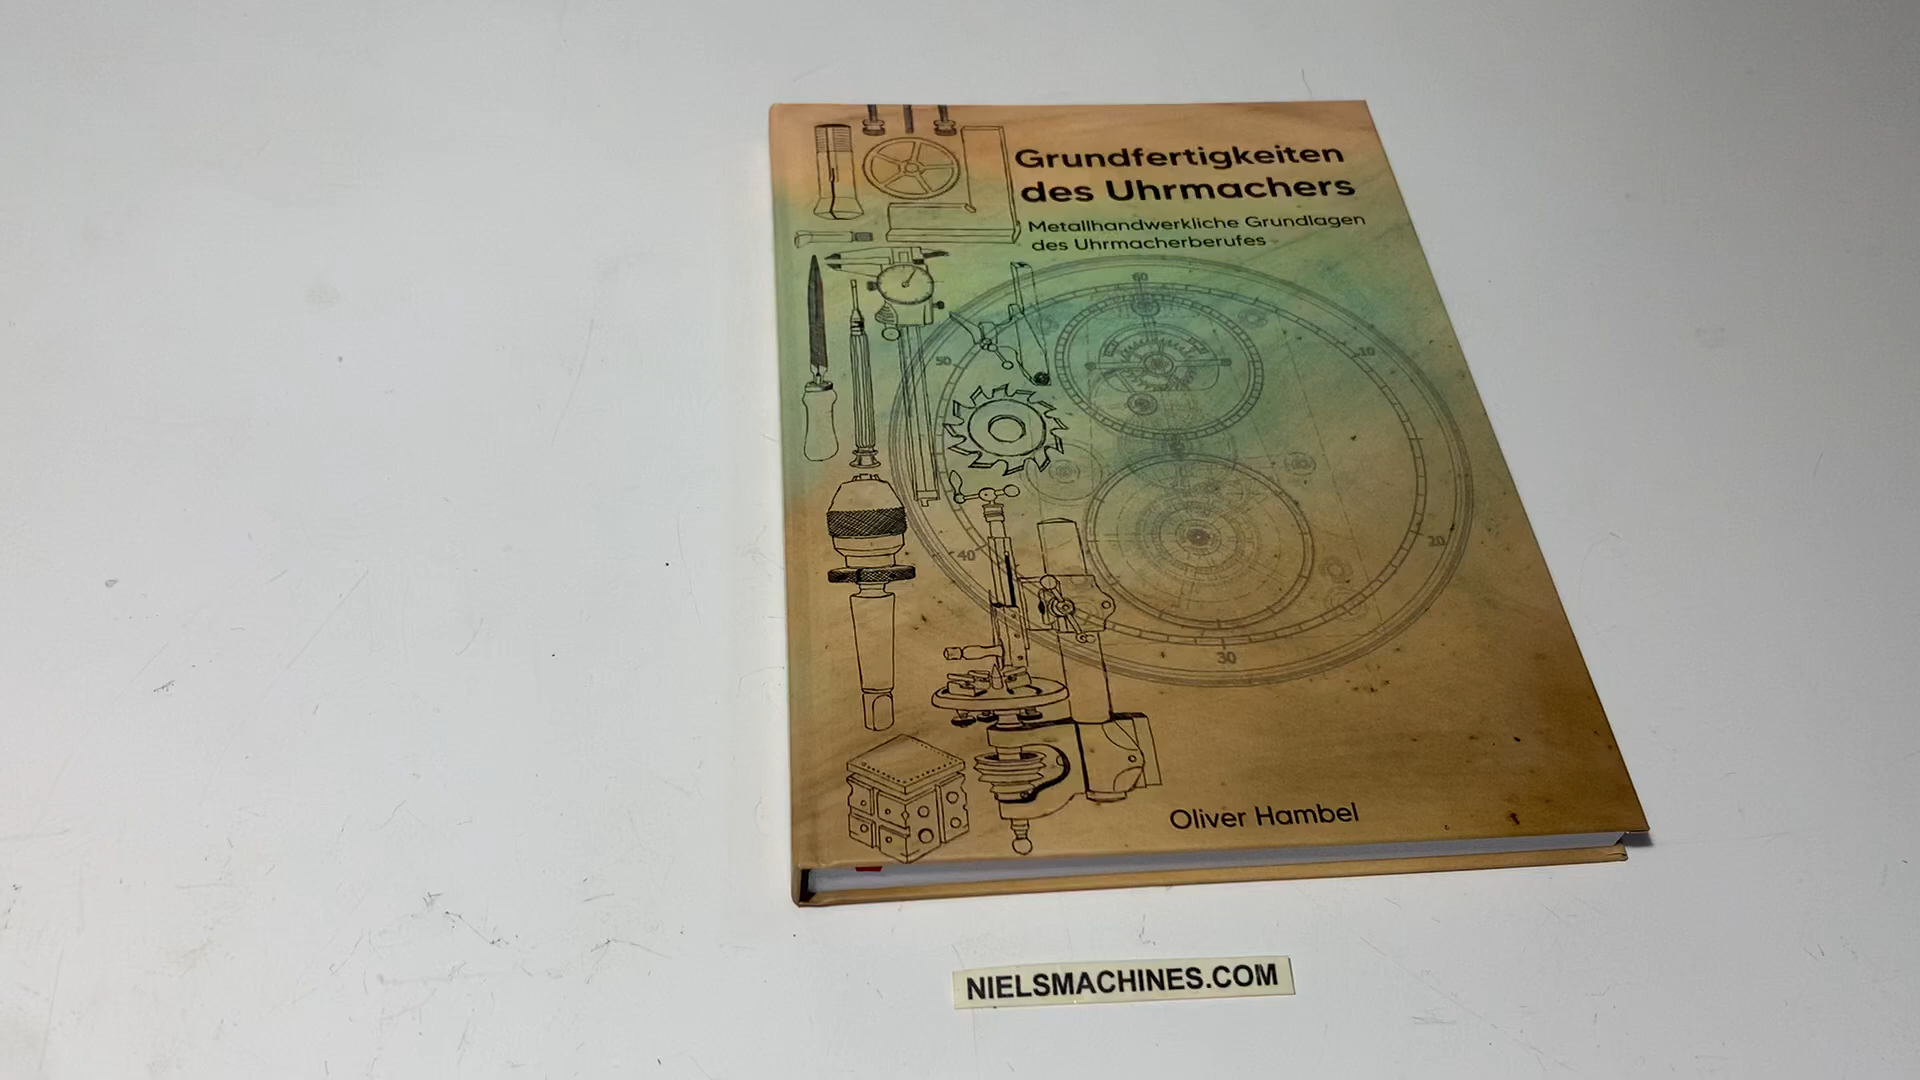 Grundfertigkeiten
des Uhrmachers
Metallhandwerkliche Grundlagen
des Uhrmacherberufes
60
10
50
20
40
30
Oliver Hambel
NIELSMACHINES.COM